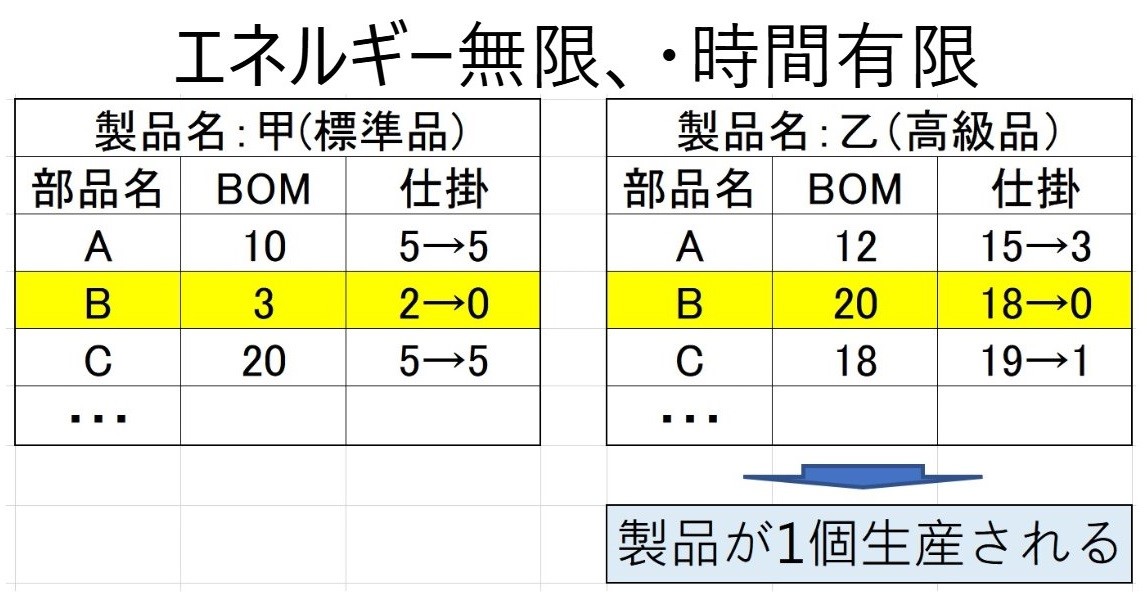 エネルギー無限、・時間有限
製品名：甲(標準品)
部品名 BOM 仕掛
A 10 5→5
B 3 2→0
C 20 5→5
・・・
製品名：乙(高級品)
部品名 BOM 仕掛
A 12 15→3
B 20 18→0
C 18 19→1
・・・
製品が1個生産される